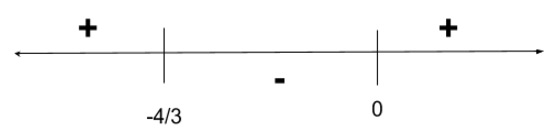 + +
-
-4/3 0